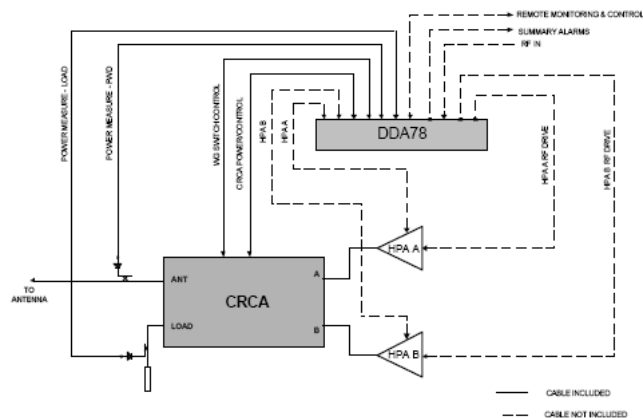 REMOTE MONITORING & CONTROL
SUMMARY ALARMS
RF IN
POWER MEASURE - LOAD
POWER MEASURE - FWD
WG SWITCH CONTROL
CRCA POWER/CONTROL
HPA B
HPA A
DDA78
HPA A RF DRIVE
HPA B RF DRIVE
HPA A
ANT
A
TO
ANTENNA
CRCA
LOAD
B
HPA B
CABLE INCLUDED
CABLE NOT INCLUDED